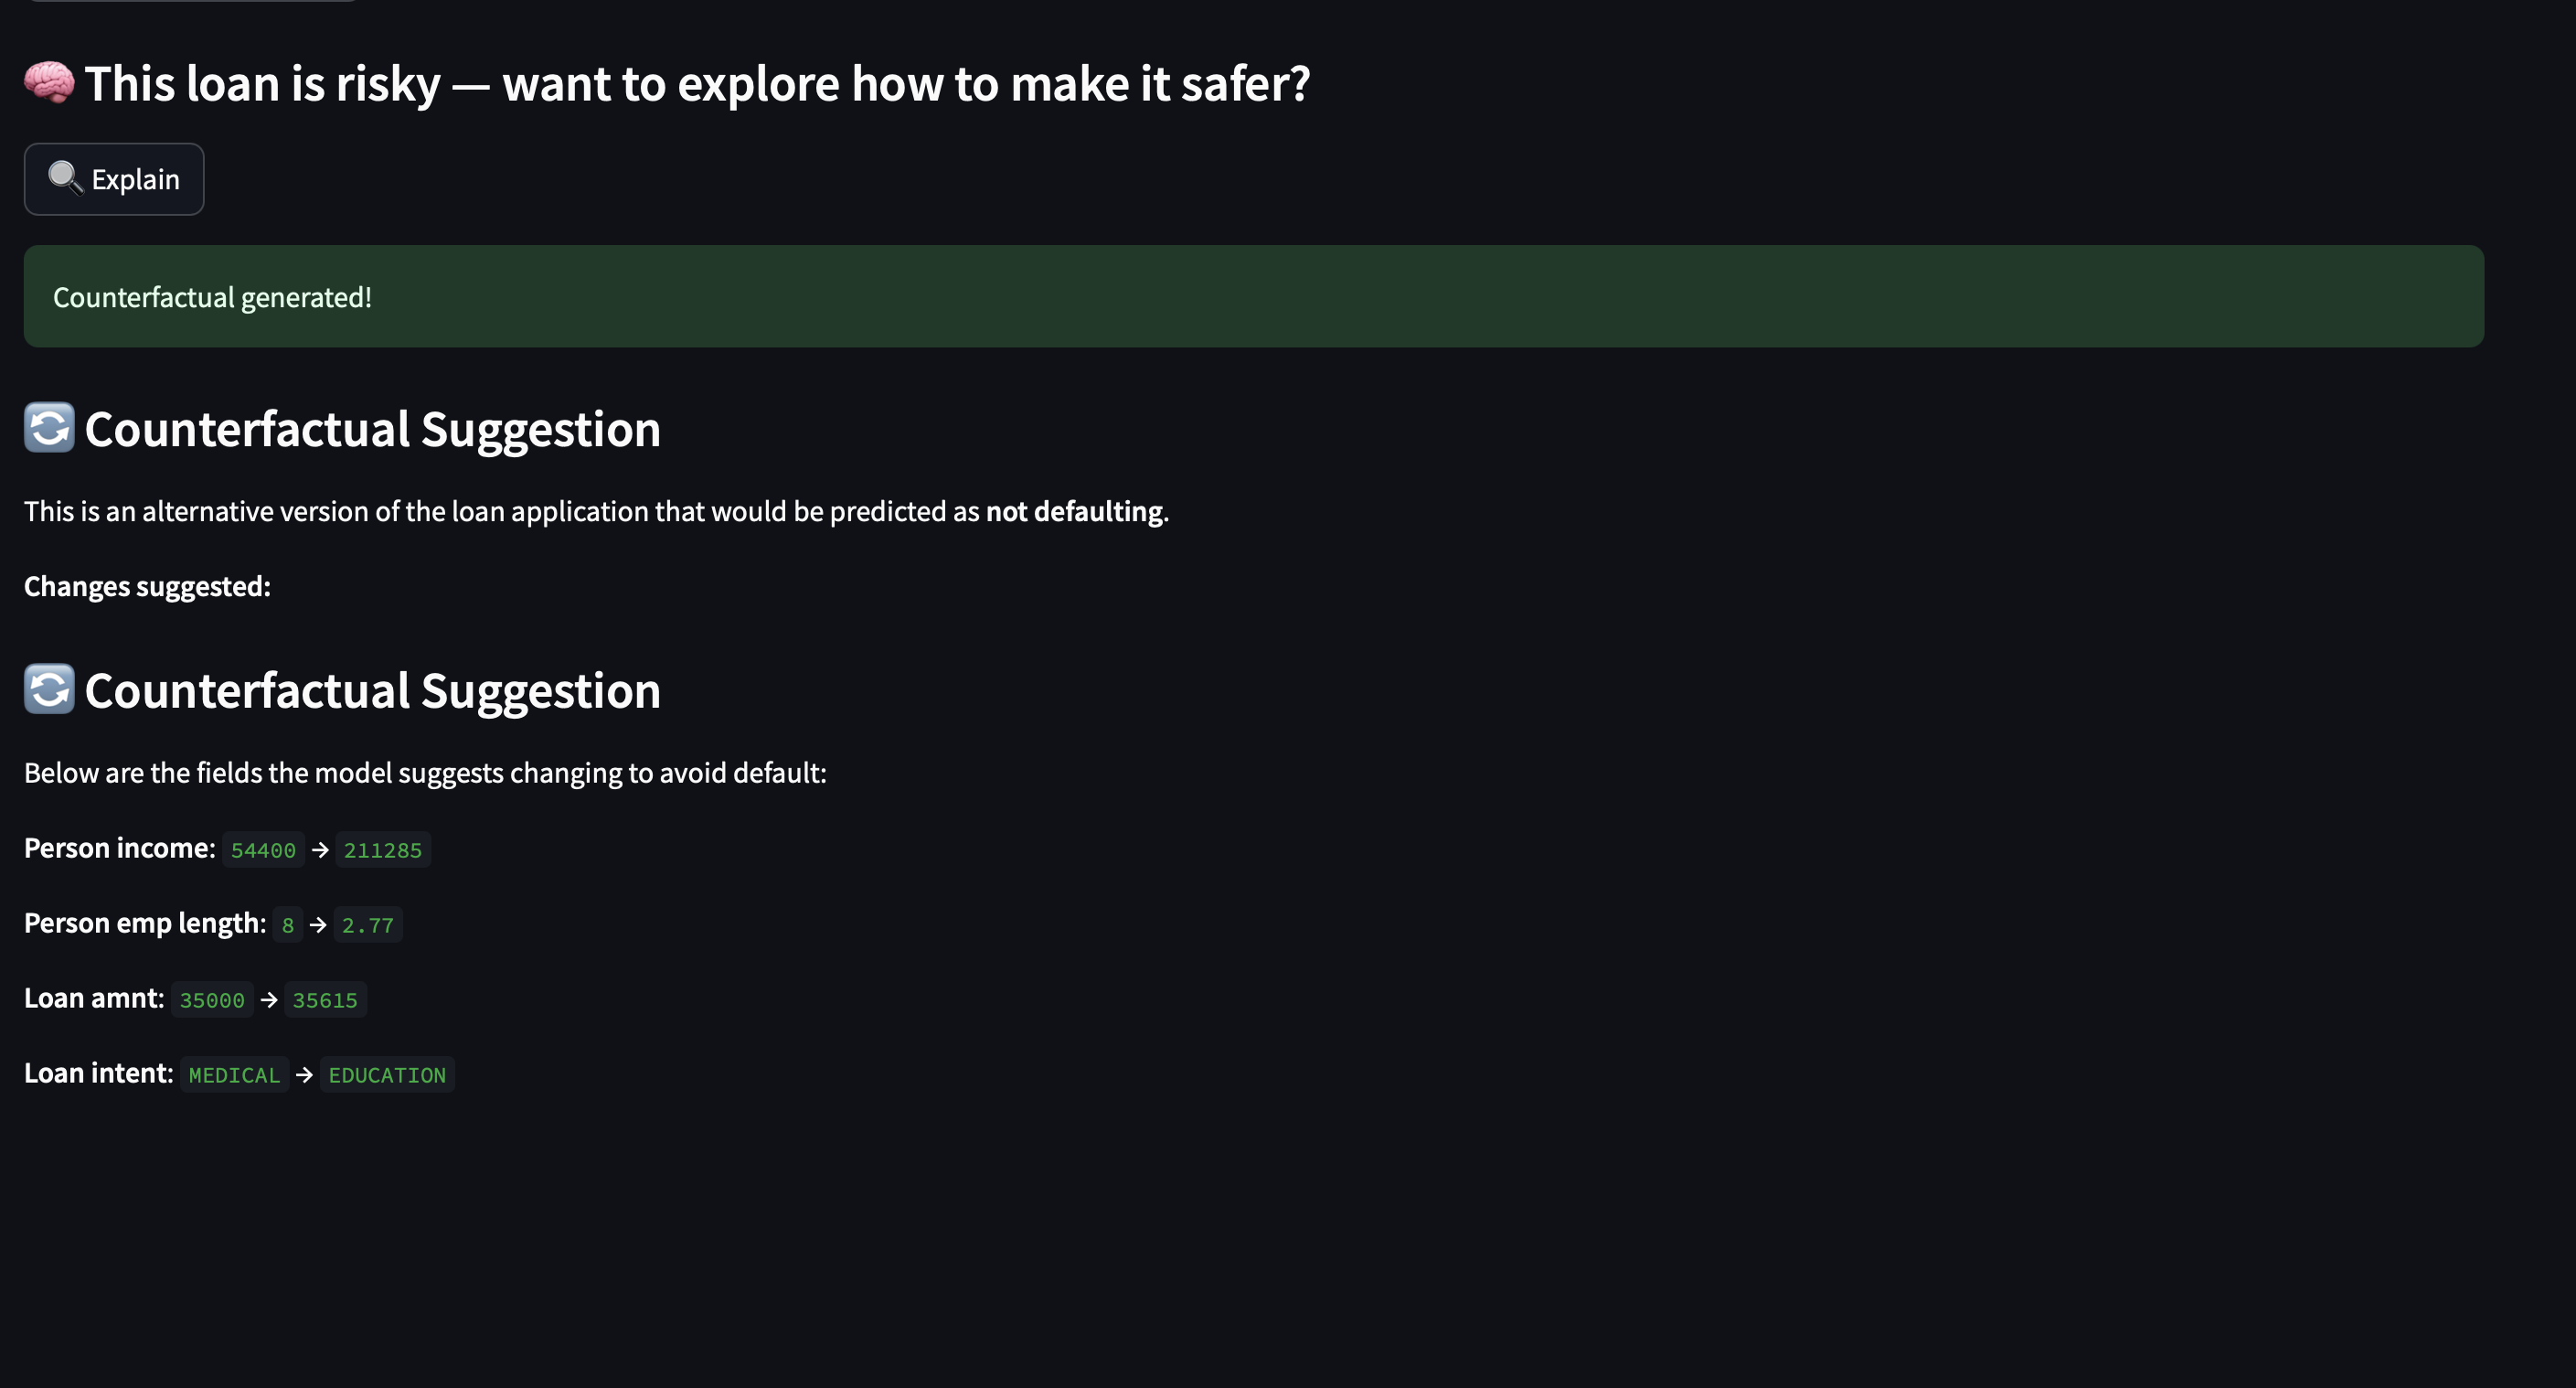 🧠 This loan is risky — want to explore how to make it safer?
🔍 Explain
Counterfactual generated!
🔄 Counterfactual Suggestion
This is an alternative version of the loan application that would be predicted as not defaulting.
Changes suggested:
🔄 Counterfactual Suggestion
Below are the fields the model suggests changing to avoid default:
Person income: 54400 → 211285
Person emp length: 8 → 2.77
Loan amnt: 35000 → 35615
Loan intent: MEDICAL → EDUCATION